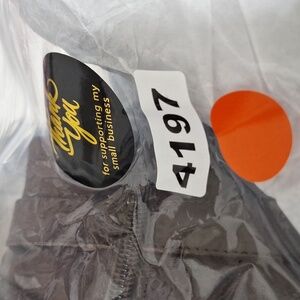 Thank
You
for supporting my
small business
4197